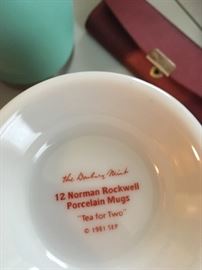 the Danbury Mint
12 Norman Rockwell
Porcelain Mugs
"Tea for Two"
© 1981 SEP